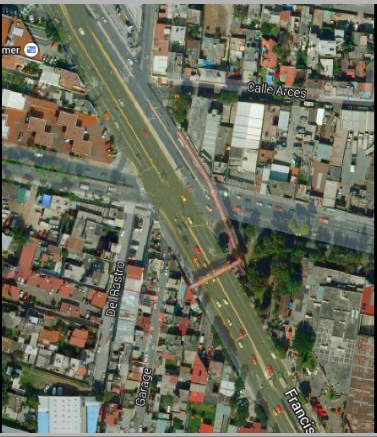 mer
Calle Arces
Del Rastro
Garage
Francis